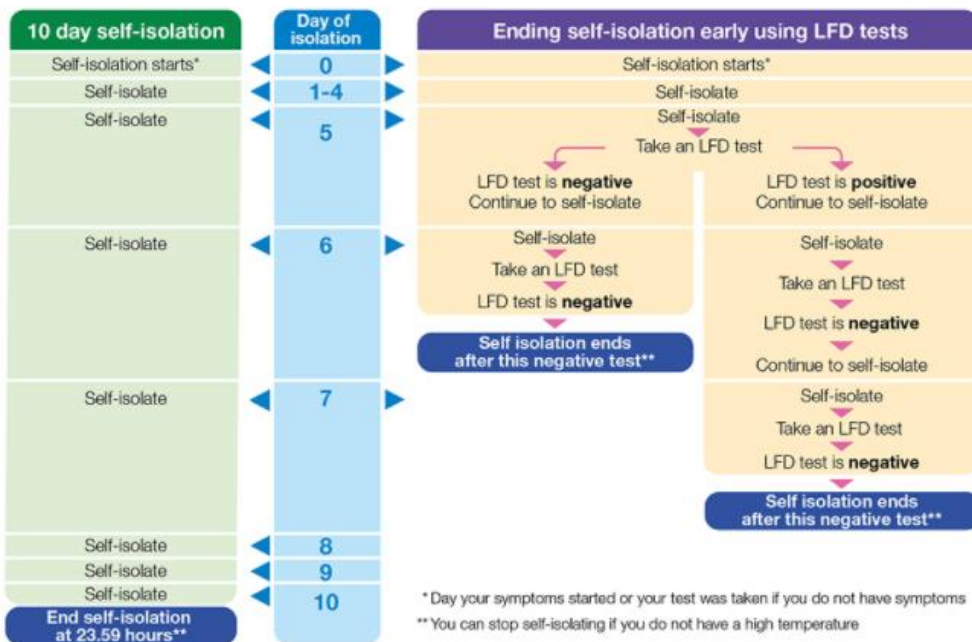 10 day self-isolation
Day of
isolation
Ending self-isolation early using LFD tests
Self-isolation starts*
0
Self-isolation starts*
Self-isolate
1-4
Self-isolate
Self-isolate
5
Self-isolate
Take an LFD test
LFD test is negative
Continue to self-isolate
LFD test is positive
Continue to self-isolate
Self-isolate
6
Self-isolate
Take an LFD test
LFD test is negative
Self isolation ends
after this negative test**
Self-isolate
Take an LFD test
LFD test is negative
Continue to self-isolate
Self-isolate
7
Self-isolate
Take an LFD test
LFD test is negative
Self isolation ends
after this negative test**
Self-isolate
8
Self-isolate
9
Self-isolate
10
End self-isolation
at 23.59 hours**
* Day your symptoms started or your test was taken if you do not have symptoms
** You can stop self-isolating if you do not have a high temperature